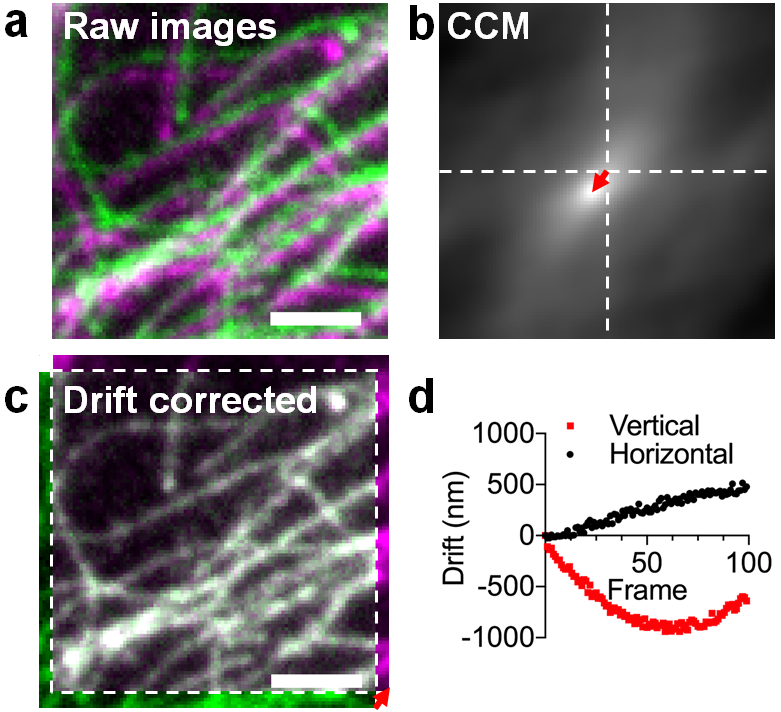 a
Raw images
b
CCM
c
Drift corrected
d
Vertical
Horizontal
Drift (nm)
1000
500
0
-500
-1000
50
100
Frame